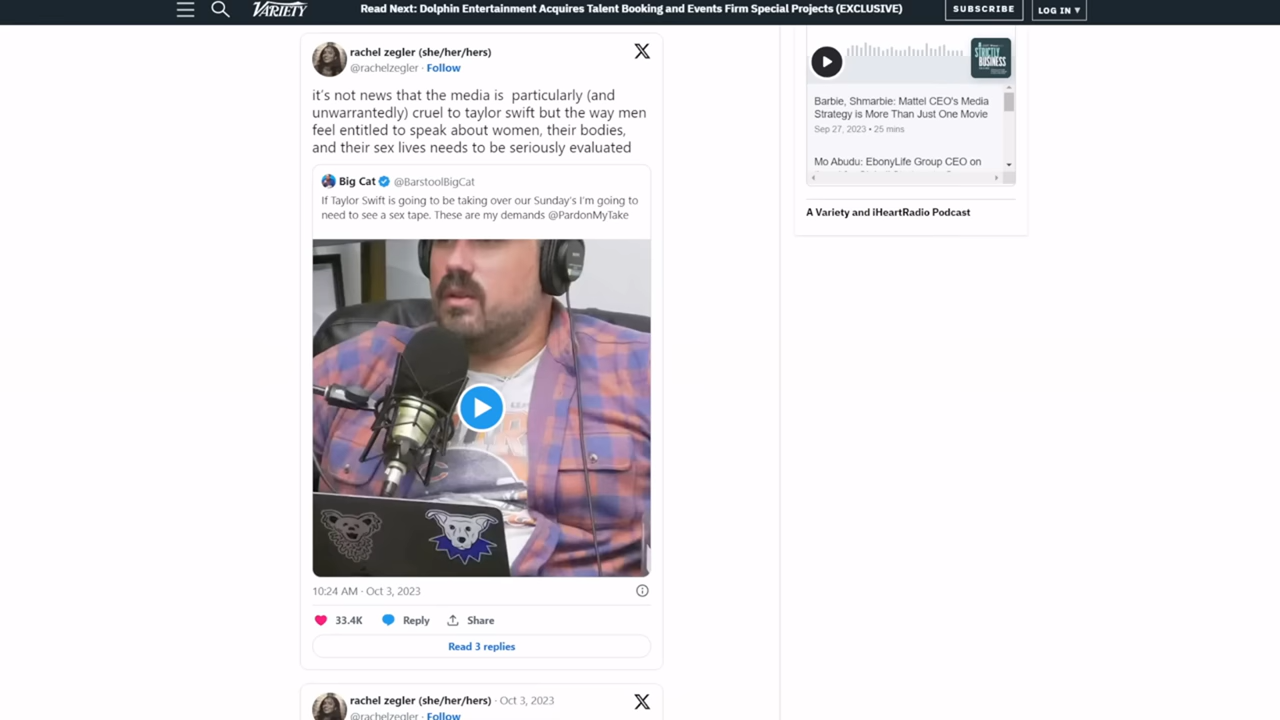 VARIETY
Read Next: Dolphin Entertainment Acquires Talent Booking and Events Firm Special Projects (EXCLUSIVE)
SUBSCRIBE
LOG IN ▾
rachel zegler (she/her/hers)
@rachelzegler · Follow
it's not news that the media is particularly (and
unwarrantedly) cruel to taylor swift but the way men
feel entitled to speak about women, their bodies,
and their sex lives needs to be seriously evaluated
Big Cat @BarstoolBigCat
If Taylor Swift is going to be taking over our Sunday's I'm going to
need to see a sex tape. These are my demands @PardonMyTake
10:24 AM · Oct 3, 2023
33.4K Reply Share
Read 3 replies
rachel zegler (she/her/hers) · Oct 3, 2023
@rachelzegler · Follow
STRICTLY
BUSINESS
Barbie, Shmarbie: Mattel CEO's Media
Strategy is More Than Just One Movie
Sep 27, 2023 • 25 mins
Mo Abudu: EbonyLife Group CEO on
A Variety and iHeartRadio Podcast